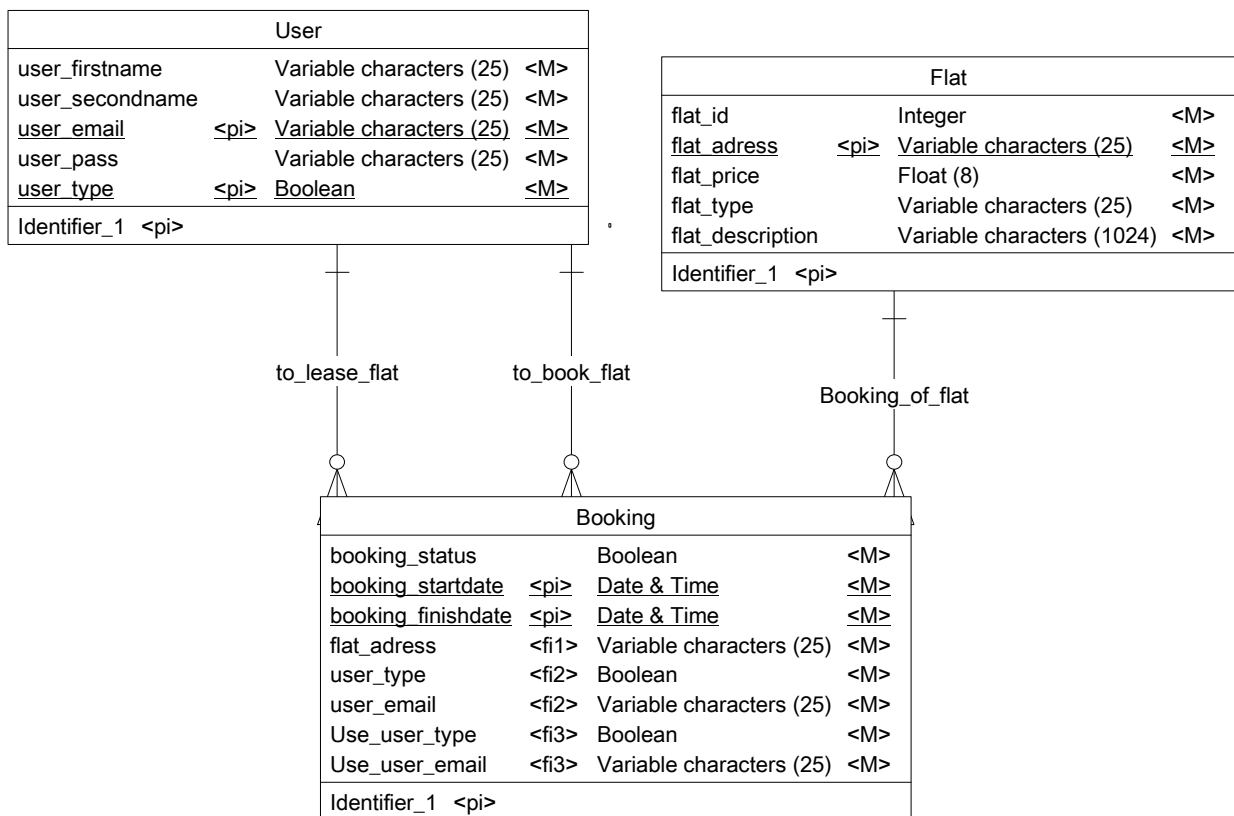 User
user_firstname Variable characters (25) <M>
user_secondname Variable characters (25) <M>
user_email <pi> Variable characters (25) <M>
user_pass Variable characters (25) <M>
user_type <pi> Boolean <M>
Identifier_1 <pi>
Flat
flat_id Integer <M>
flat_adress <pi> Variable characters (25) <M>
flat_price Float (8) <M>
flat_type Variable characters (25) <M>
flat_description Variable characters (1024) <M>
Identifier_1 <pi>
to_lease_flat
to_book_flat
Booking_of_flat
Booking
booking_status Boolean <M>
booking_startdate <pi> Date & Time <M>
booking_finishdate <pi> Date & Time <M>
flat_adress <fi1> Variable characters (25) <M>
user_type <fi2> Boolean <M>
user_email <fi2> Variable characters (25) <M>
Use_user_type <fi3> Boolean <M>
Use_user_email <fi3> Variable characters (25) <M>
Identifier_1 <pi>